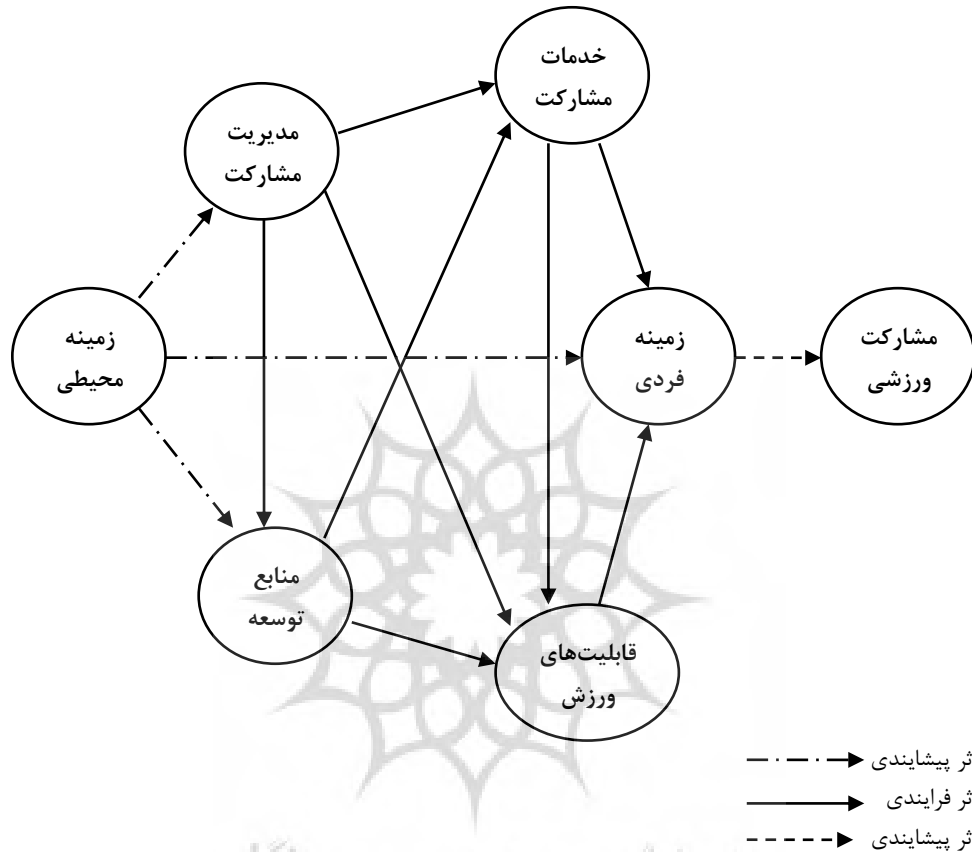 خدمات
مشارکت
مدیریت
مشارکت
زمینه
محیطی
زمینه
فردی
مشارکت
ورزشی
منابع
توسعه
قابلیت‌های
ورزش
ثر پیشایندی
ثر فرایندی
ثر پیشایندی